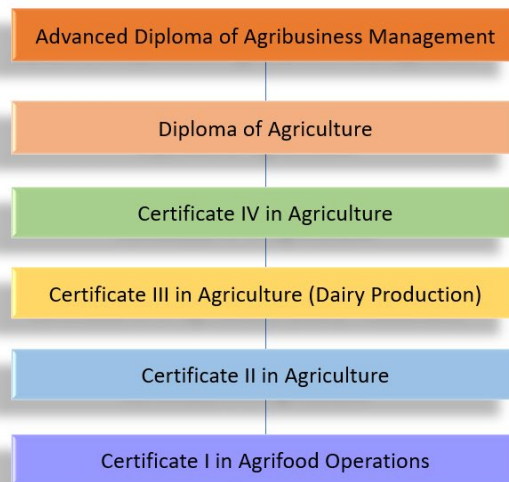 Advanced Diploma of Agribusiness Management
Diploma of Agriculture
Certificate IV in Agriculture
Certificate III in Agriculture (Dairy Production)
Certificate II in Agriculture
Certificate I in Agrifood Operations